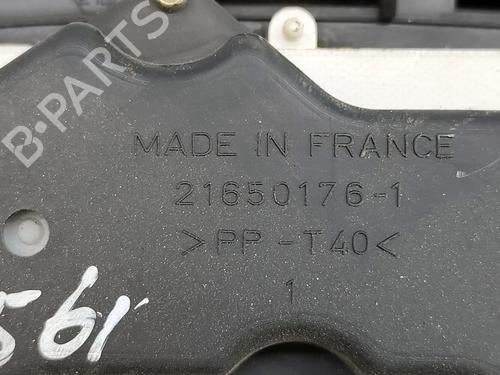 B-PARTS
MADE IN FRANCE
21650176-1
>PP-T40<
1